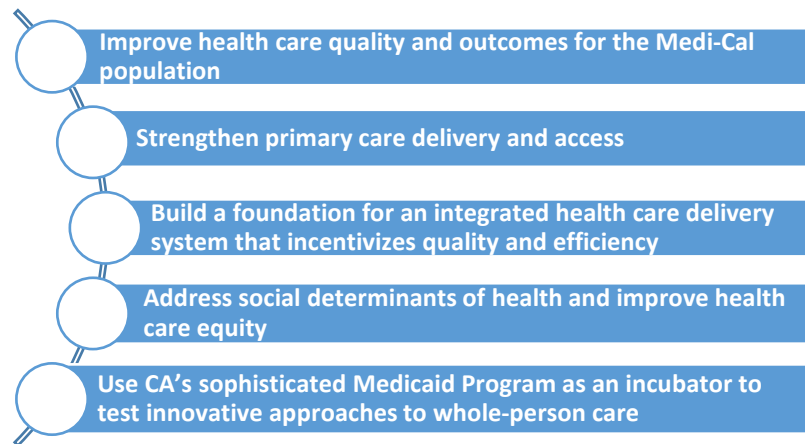 Improve health care quality and outcomes for the Medi-Cal
population
Strengthen primary care delivery and access
Build a foundation for an integrated health care delivery
system that incentivizes quality and efficiency
Address social determinants of health and improve health
care equity
Use CA's sophisticated Medicaid Program as an incubator to
test innovative approaches to whole-person care